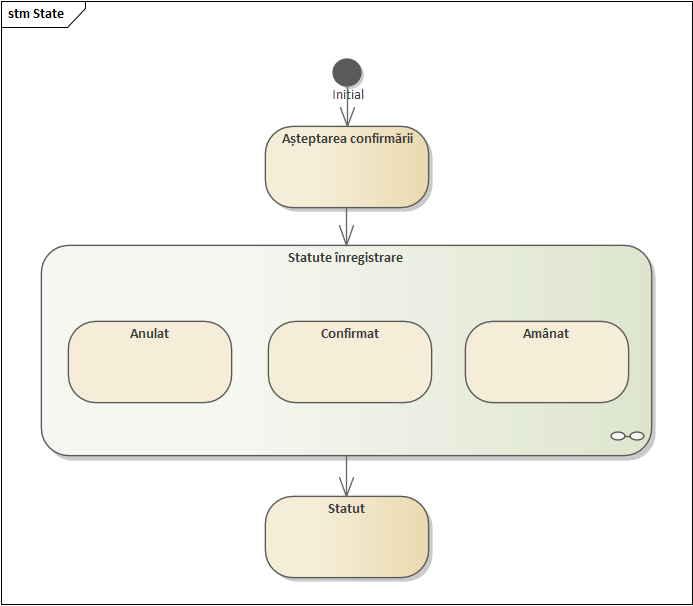 stm State
Initial
Așteptarea confirmării
Statute înregistrare
Anulat
Confirmat
Amânat
Statut